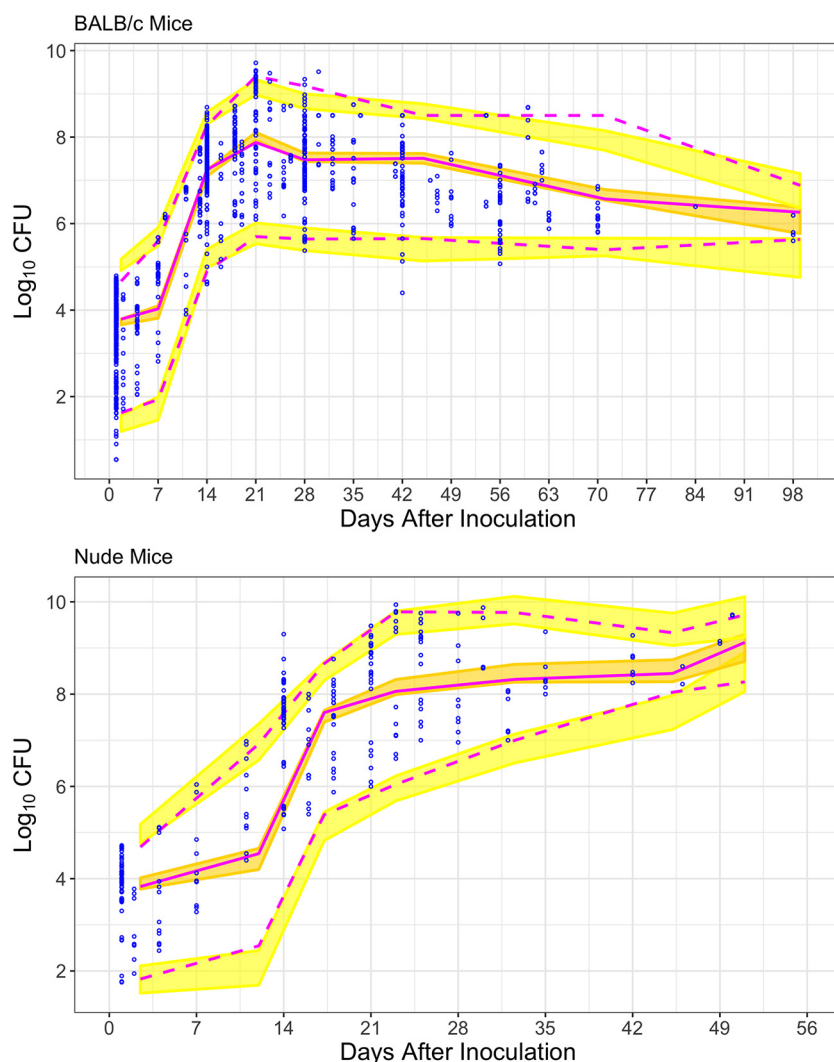 BALB/c Mice
10
8
6
4
2
Log₁₀ CFU
0 7 14 21 28 35 42 49 56 63 70 77 84 91 98
Days After Inoculation
Nude Mice
10
8
6
4
2
Log₁₀ CFU
0 7 14 21 28 35 42 49 56
Days After Inoculation